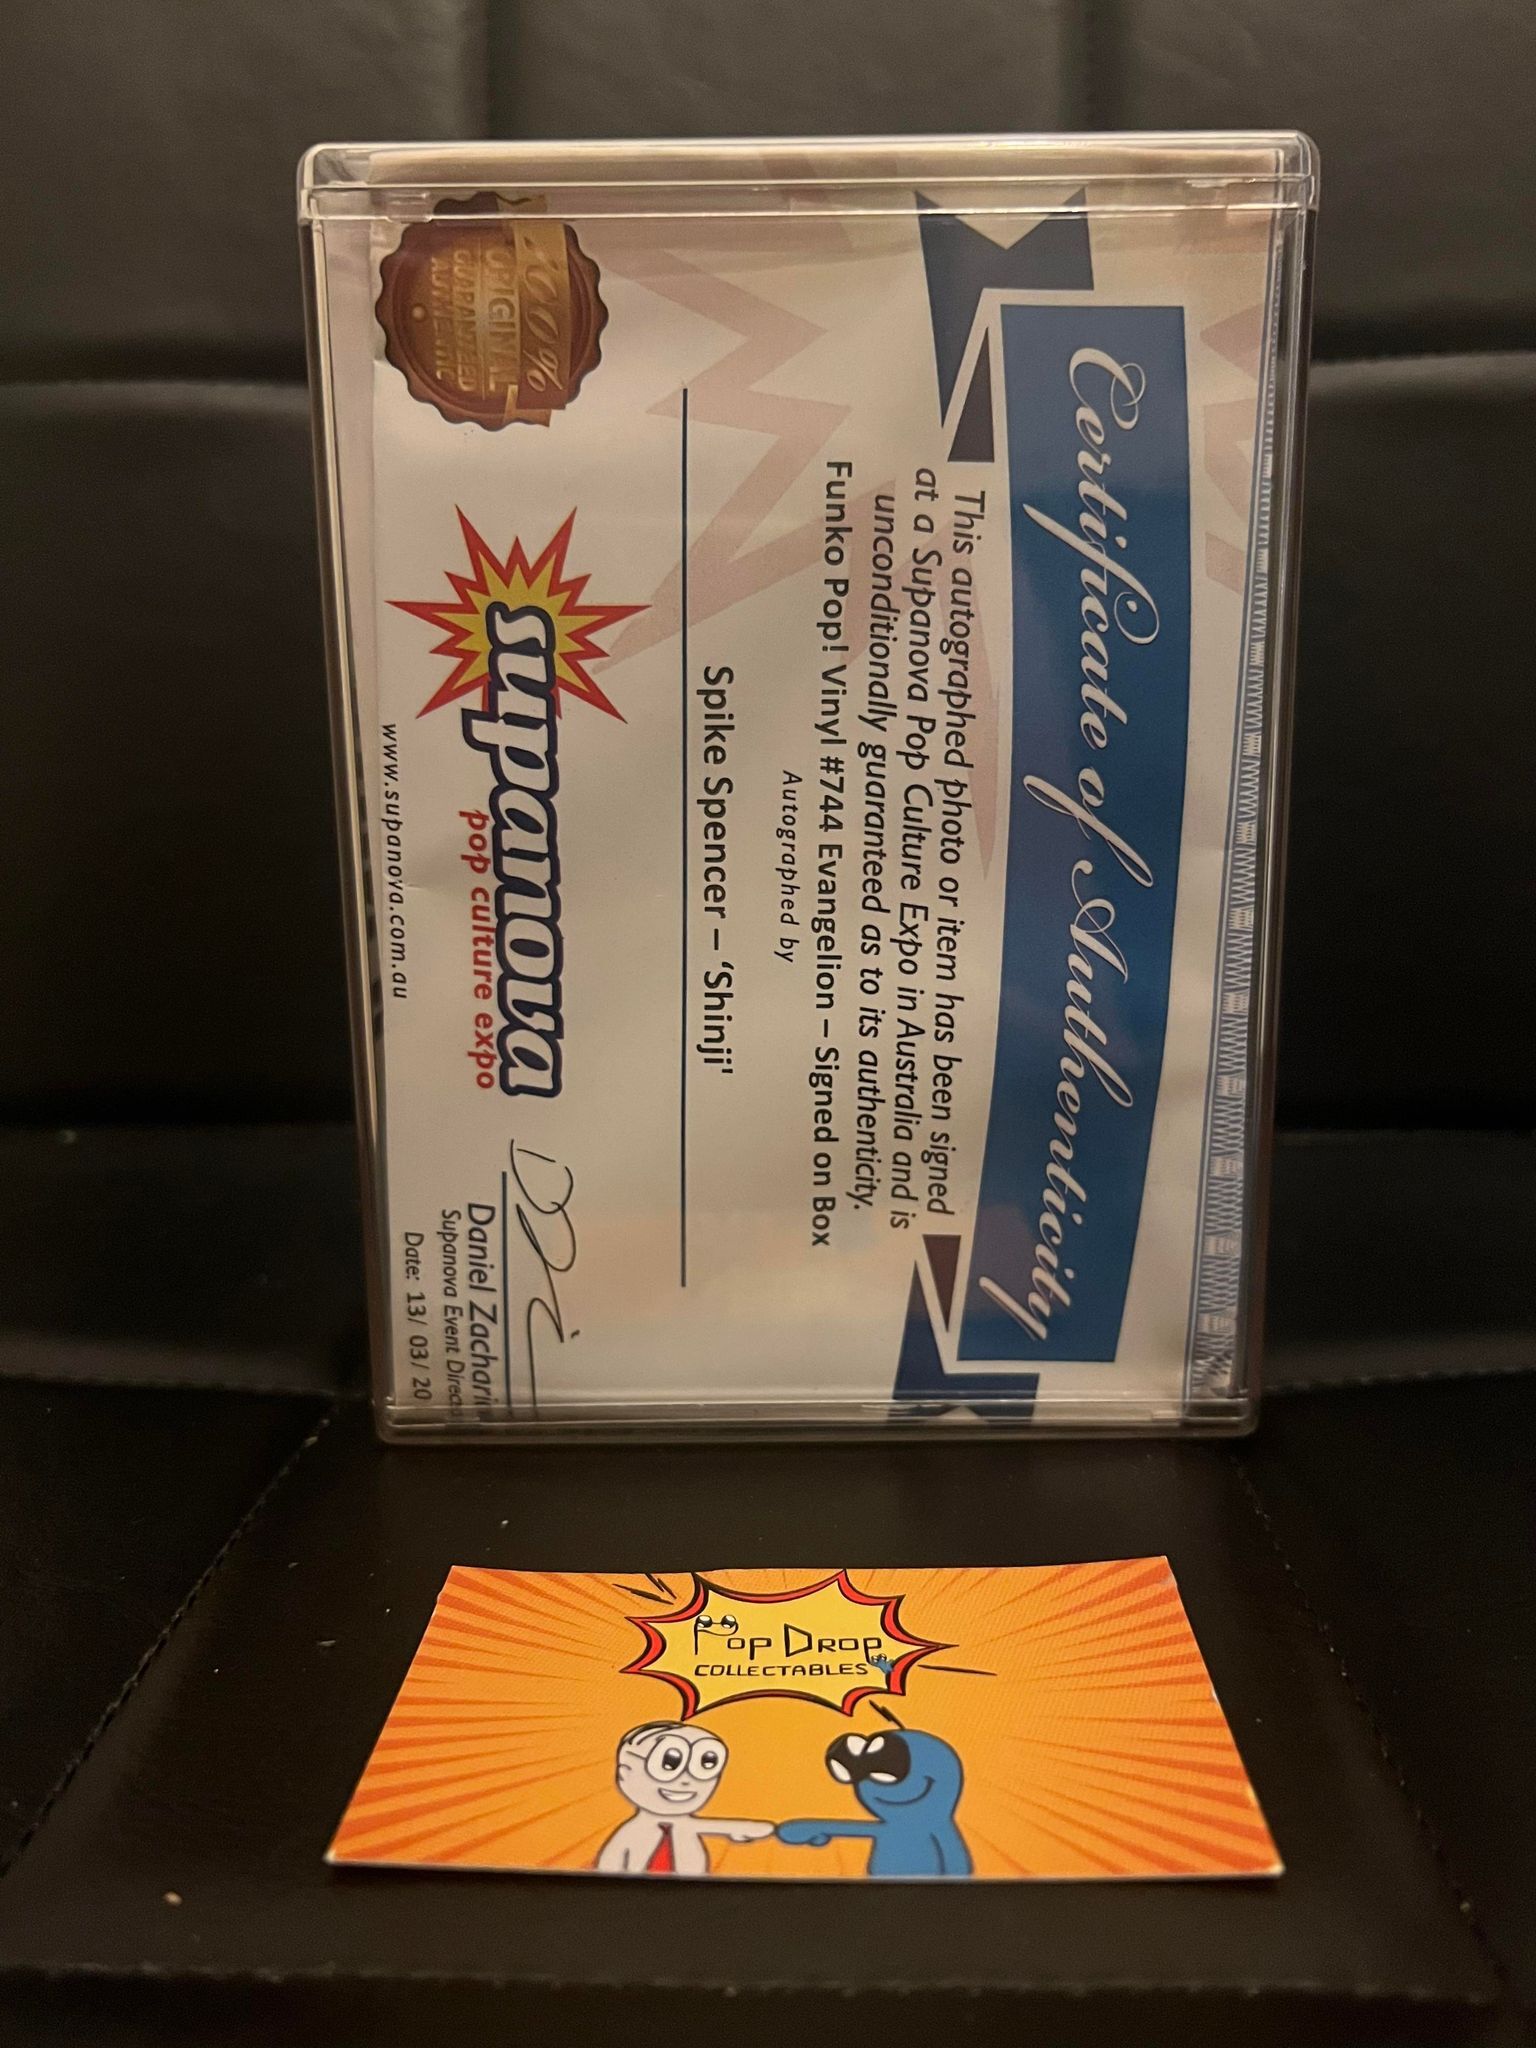 Certificate of Authenticity
This autographed photo or item has been signed
at a Supanova Pop Culture Expo in Australia and is
unconditionally guaranteed as to its authenticity.
Funko Pop! Vinyl #744 Evangelion – Signed on Box
Autographed by
Spike Spencer – 'Shinji'
100%
ORIGINAL
GUARANTEED
AUTHENTIC
supanova
pop culture expo
www.supanova.com.au
Daniel Zachari
Supanova Event Direc
Date: 13/ 03/ 20
POP DROP
COLLECTABLES